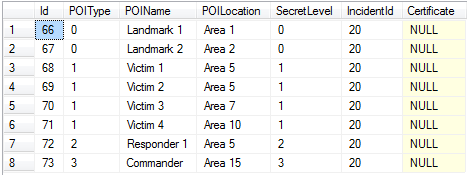 Id POIType POIName POILocation SecretLevel IncidentId Certificate
1 66 0 Landmark 1 Area 1 0 20 NULL
2 67 0 Landmark 2 Area 2 0 20 NULL
3 68 1 Victim 1 Area 5 1 20 NULL
4 69 1 Victim 2 Area 5 1 20 NULL
5 70 1 Victim 3 Area 7 1 20 NULL
6 71 1 Victim 4 Area 10 1 20 NULL
7 72 2 Responder 1 Area 5 2 20 NULL
8 73 3 Commander Area 15 3 20 NULL